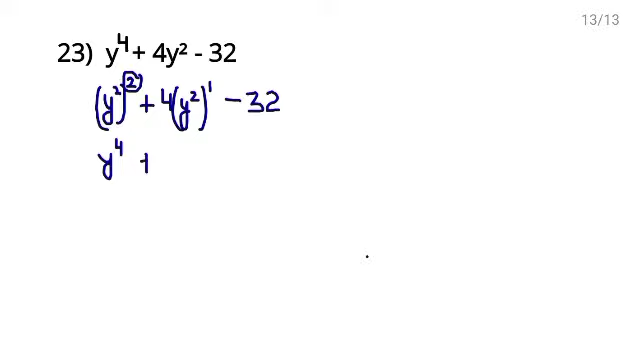 13/13
23) y⁴ + 4y² - 32
(y²)² + 4(y²)¹ - 32
y⁴ +